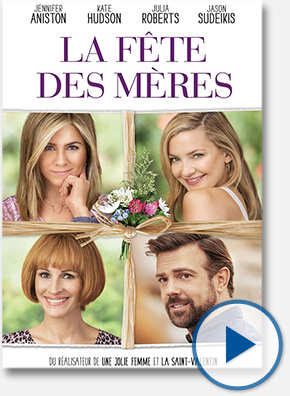 JENNIFER KATE JULIA JASON
ANISTON HUDSON ROBERTS SUDEIKIS
LA FÊTE
DES MÈRES
DU RÉALISATEUR DE UNE JOLIE FEMME ET LA SAINT-VALENTIN